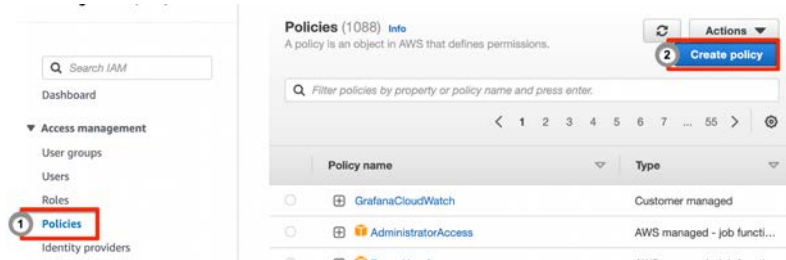 Policies (1088) Info
A policy is an object in AWS that defines permissions.
Actions
2
Create policy
Search IAM
Dashboard
Filter policies by property or policy name and press enter.
1 2 3 4 5 6 7 ... 55
Access management
User groups
Users
Roles
1
Policies
Identity providers
Policy name
Type
GrafanaCloudWatch
Customer managed
AdministratorAccess
AWS managed - job functi...